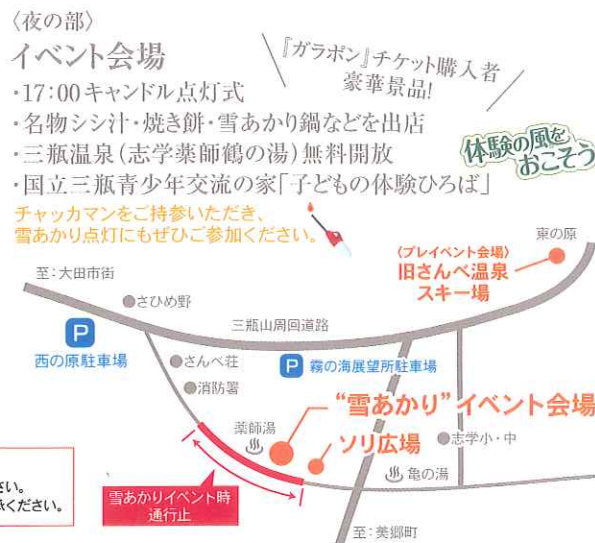 〈夜の部〉
イベント会場
・17:00キャンドル点灯式
・名物シシ汁・焼き餅・雪あかり鍋などを出店
・三瓶温泉(志学薬師鶴の湯)無料開放
・国立三瓶青少年交流の家「子どもの体験ひろば」
『ガラポン』チケット購入者
豪華景品!
体験の風を
おこそう
チャッカマンをご持参いただき、
雪あかり点灯にもぜひご参加ください。
東の原
〈プレイベント会場〉
旧さんべ温泉
スキー場
至:大田市街
さひめ野
三瓶山周回道路
P
西の原駐車場
さんべ荘
P 霧の海展望所駐車場
消防署
"雪あかり"イベント会場
薬師湯
ソリ広場
志学小・中
亀の湯
雪あかりイベント時
通行止
さい。
承ください。
至:美郷町